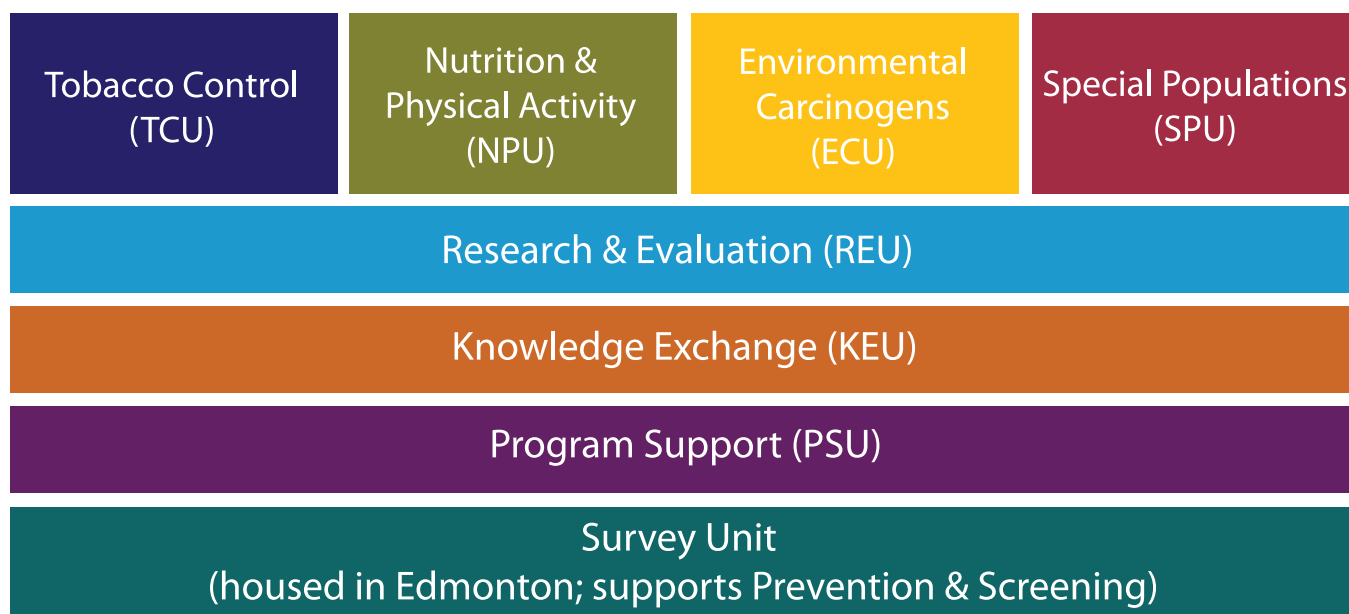 Tobacco Control
(TCU)
Nutrition &
Physical Activity
(NPU)
Environmental
Carcinogens
(ECU)
Special Populations
(SPU)
Research & Evaluation (REU)
Knowledge Exchange (KEU)
Program Support (PSU)
Survey Unit
(housed in Edmonton; supports Prevention & Screening)